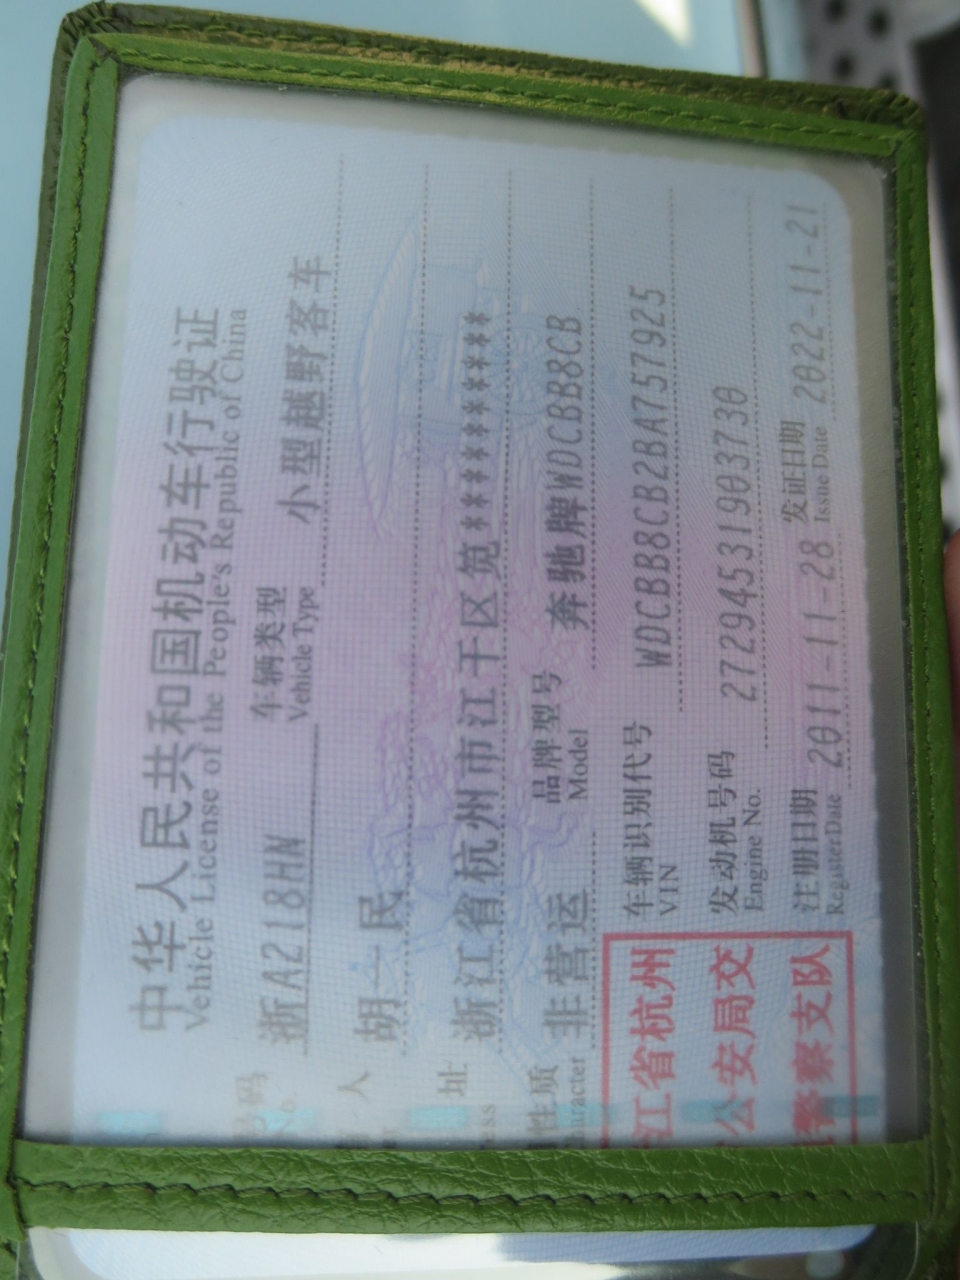 中华人民共和国机动车行驶证
Vehicle License of the People's Republic of China
浙A218HN 车辆类型 小型越野客车
Vehicle Type
人 胡一民
址 浙江省杭州市江干区笕*********
性质 非营运 品牌型号 奔驰牌WDCBB8CB
Model
车辆识别代号 WDCBB8CB2BA757925
VIN
发动机号码 27294531903730
Engine No.
注册日期 2011-11-28 发证日期 2022-11-21
RegisterDate Issue Date
江省杭州
公安局交
警察支队